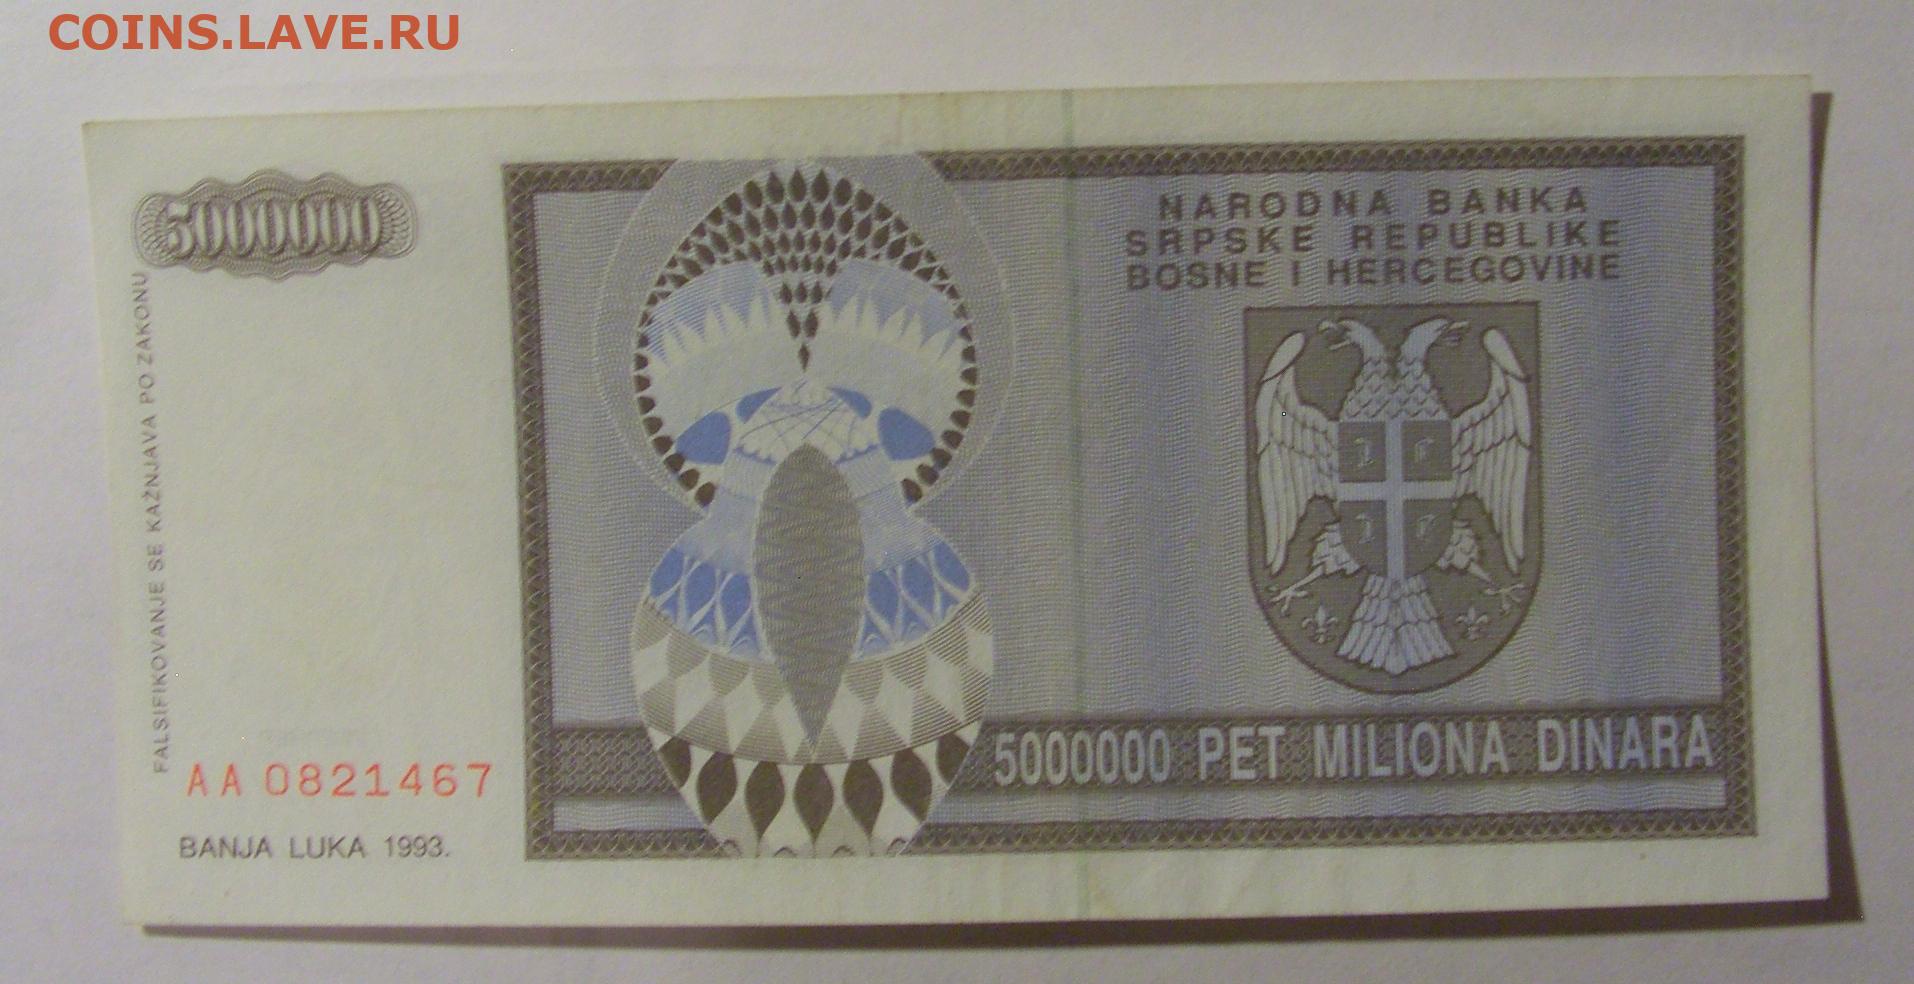 COINS.LAVE.RU
5000000
NARODNA BANKA
SRPSKE REPUBLIKE
BOSNE I HERCEGOVINE
FALSIFIKOVANJE SE KAŽNJAVA PO ZAKONU
5000000 PET MILIONA DINARA
AA 0821467
BANJA LUKA 1993.